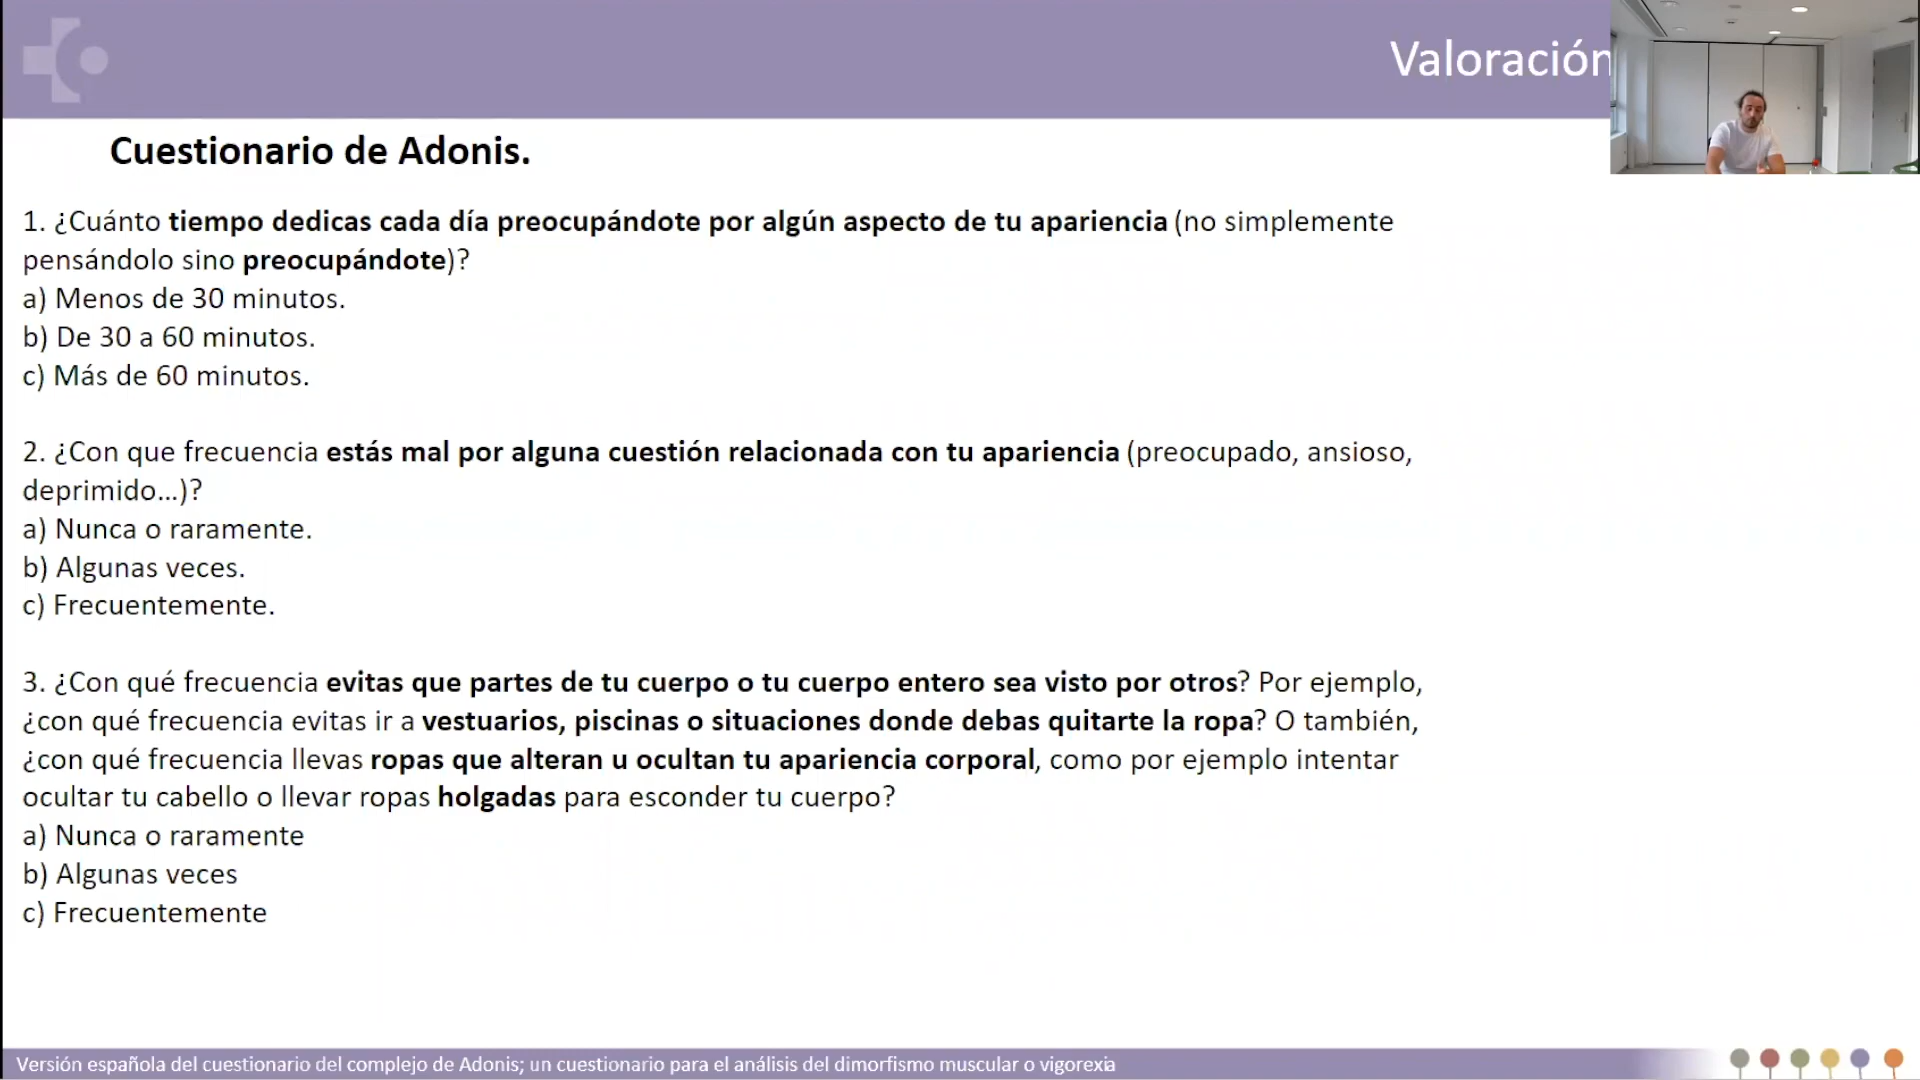 Valoración
Cuestionario de Adonis.
1. ¿Cuánto tiempo dedicas cada día preocupándote por algún aspecto de tu apariencia (no simplemente
pensándolo sino preocupándote)?
a) Menos de 30 minutos.
b) De 30 a 60 minutos.
c) Más de 60 minutos.
2. ¿Con que frecuencia estás mal por alguna cuestión relacionada con tu apariencia (preocupado, ansioso,
deprimido…)?
a) Nunca o raramente.
b) Algunas veces.
c) Frecuentemente.
3. ¿Con qué frecuencia evitas que partes de tu cuerpo o tu cuerpo entero sea visto por otros? Por ejemplo,
¿con qué frecuencia evitas ir a vestuarios, piscinas o situaciones donde debas quitarte la ropa? O también,
¿con qué frecuencia llevas ropas que alteran u ocultan tu apariencia corporal, como por ejemplo intentar
ocultar tu cabello o llevar ropas holgadas para esconder tu cuerpo?
a) Nunca o raramente
b) Algunas veces
c) Frecuentemente
Versión española del cuestionario del complejo de Adonis; un cuestionario para el análisis del dimorfismo muscular o vigorexia